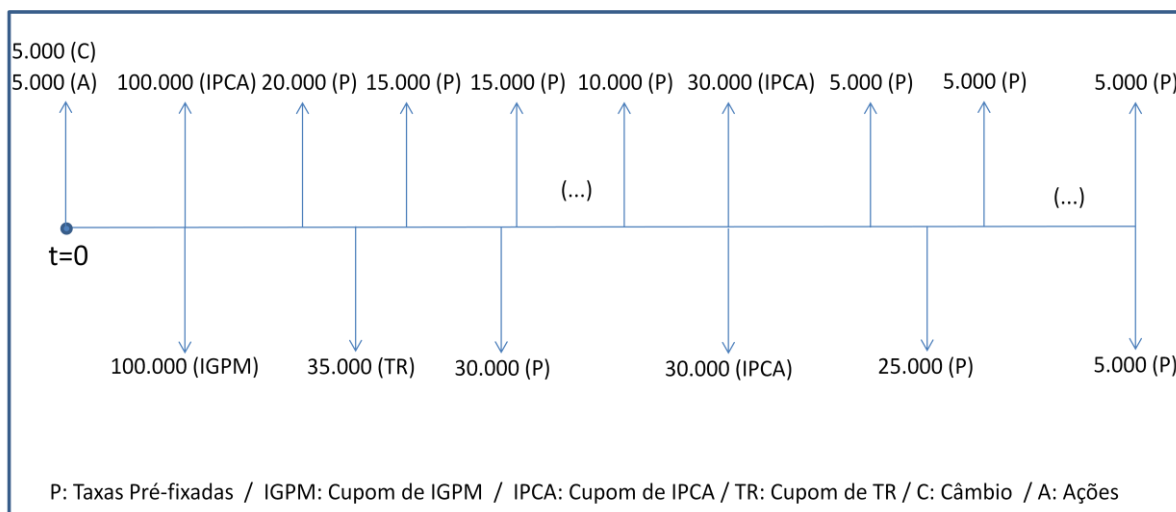 5.000 (C)
5.000 (A) 100.000 (IPCA) 20.000 (P) 15.000 (P) 15.000 (P) 10.000 (P) 30.000 (IPCA) 5.000 (P) 5.000 (P) 5.000 (P)
(...) (...)
t=0
100.000 (IGPM) 35.000 (TR) 30.000 (P) 30.000 (IPCA) 25.000 (P) 5.000 (P)
P: Taxas Pré-fixadas / IGPM: Cupom de IGPM / IPCA: Cupom de IPCA / TR: Cupom de TR / C: Câmbio / A: Ações